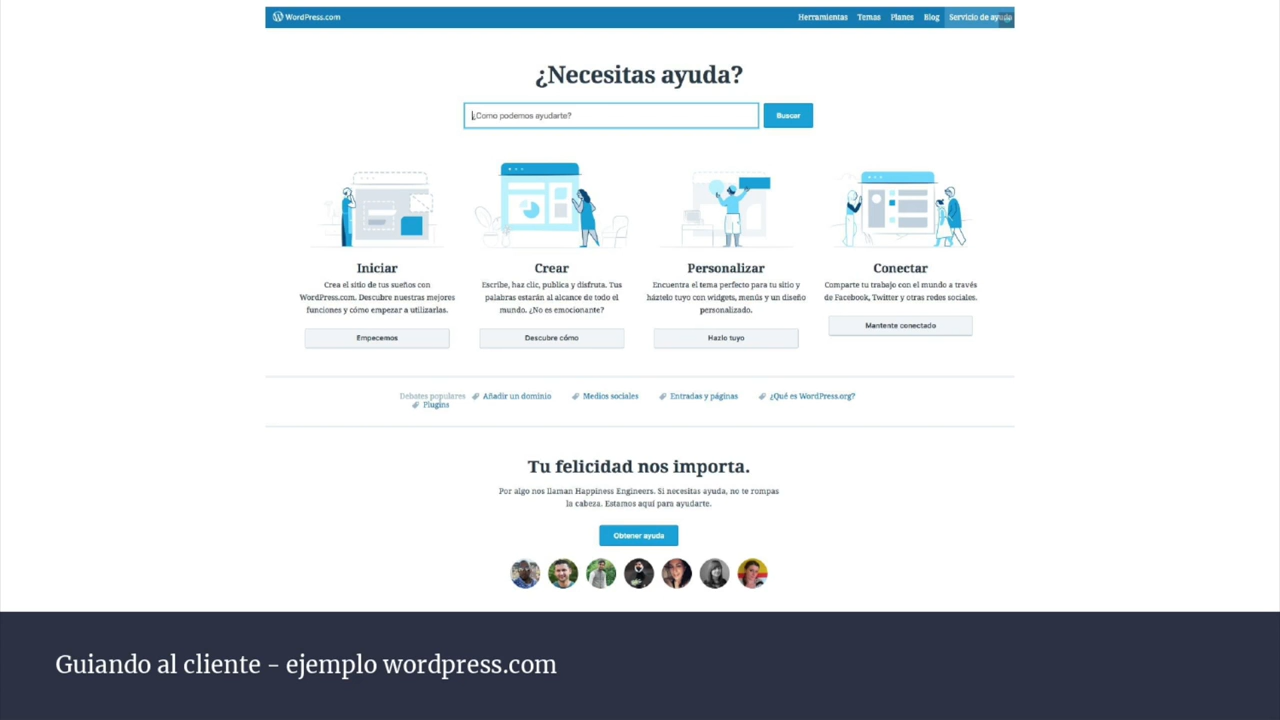 WordPress.com
Herramientas Temas Planes Blog Servicio de ayuda
¿Necesitas ayuda?
¿Como podemos ayudarte?
Buscar
Iniciar
Crea el sitio de tus sueños con
WordPress.com. Descubre nuestras mejores
funciones y cómo empezar a utilizarlas.
Empecemos
Crear
Escribe, haz clic, publica y disfruta. Tus
palabras estarán al alcance de todo el
mundo. ¿No es emocionante?
Descubre cómo
Personalizar
Encuentra el tema perfecto para tu sitio y
háztelo tuyo con widgets, menús y un diseño
personalizado.
Hazlo tuyo
Conectar
Comparte tu trabajo con el mundo a través
de Facebook, Twitter y otras redes sociales.
Mantente conectado
Debates populares Añadir un dominio Medios sociales Entradas y páginas ¿Qué es WordPress.org?
Plugins
Tu felicidad nos importa.
Por algo nos llaman Happiness Engineers. Si necesitas ayuda, no te rompas
la cabeza. Estamos aquí para ayudarte.
Obtener ayuda
Guiando al cliente - ejemplo wordpress.com